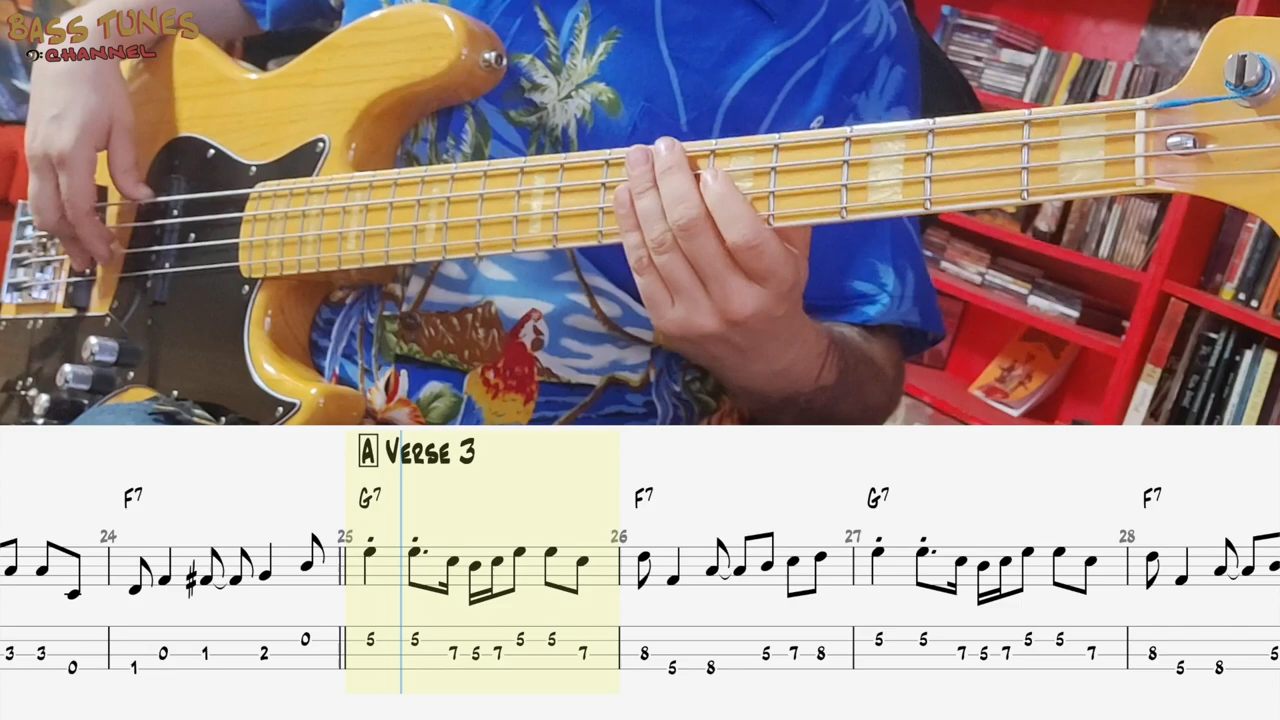 BASS TUNES
CHANNEL
A VERSE 3
F7 G7 F7 G7 F7
24 25 26 27 28
0 5 5 5 5 5 5 5 5
3 3 0 1 2 7 5 7 7 8 5 7 8 7 5 7 7 8 5
0 1 5 8 5 8